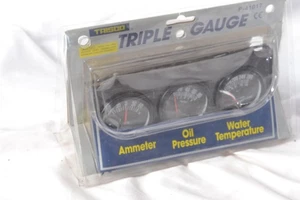 TRISCO
TRIPLE GAUGE
Ammeter
Oil
Pressure
Water
Temperature